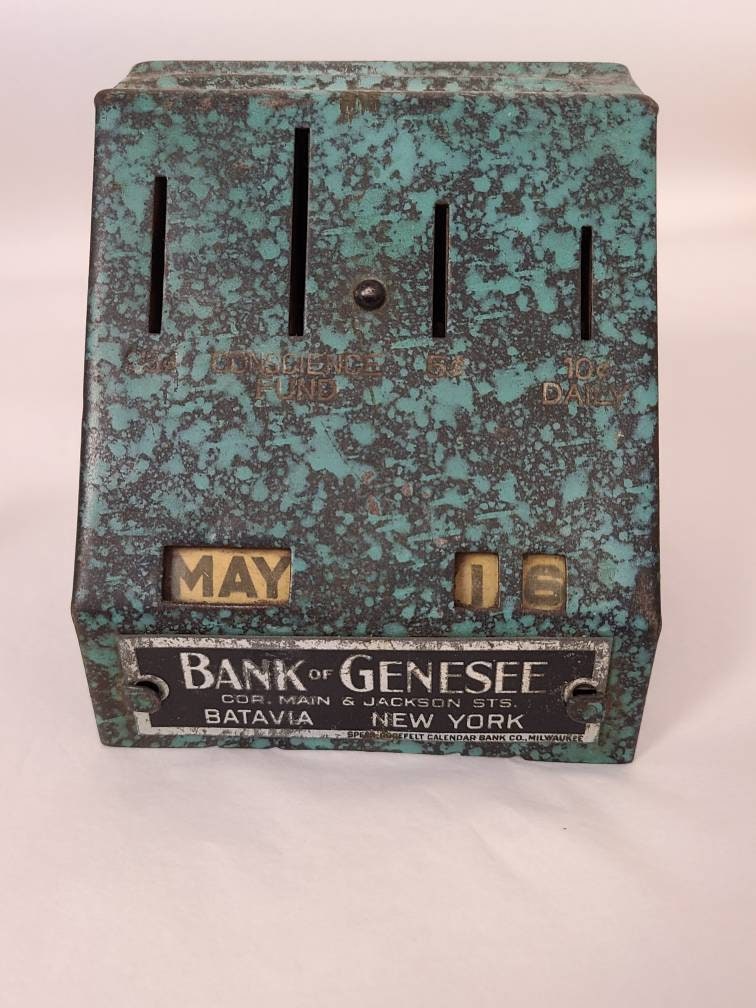 CONSCIENCE 5¢ 10¢
FUND DAILY
MAY 1 6
BANK OF GENESEE
COR. MAIN & JACKSON STS.
BATAVIA NEW YORK
CALENDAR BANK CO., MILWAUKEE